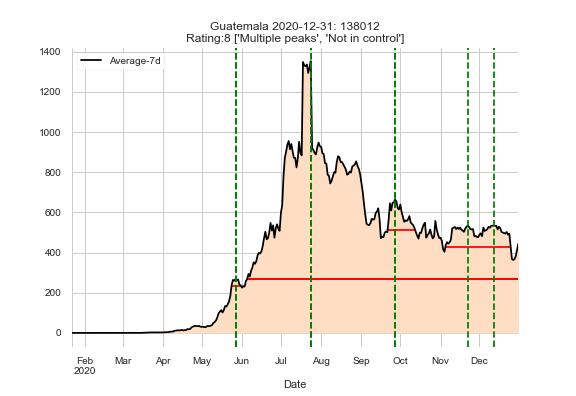 Guatemala 2020-12-31: 138012
Rating:8 ['Multiple peaks', 'Not in control']
Average-7d
1400
1200
1000
800
600
400
200
0
Feb Mar Apr May Jun Jul Aug Sep Oct Nov Dec
2020
Date